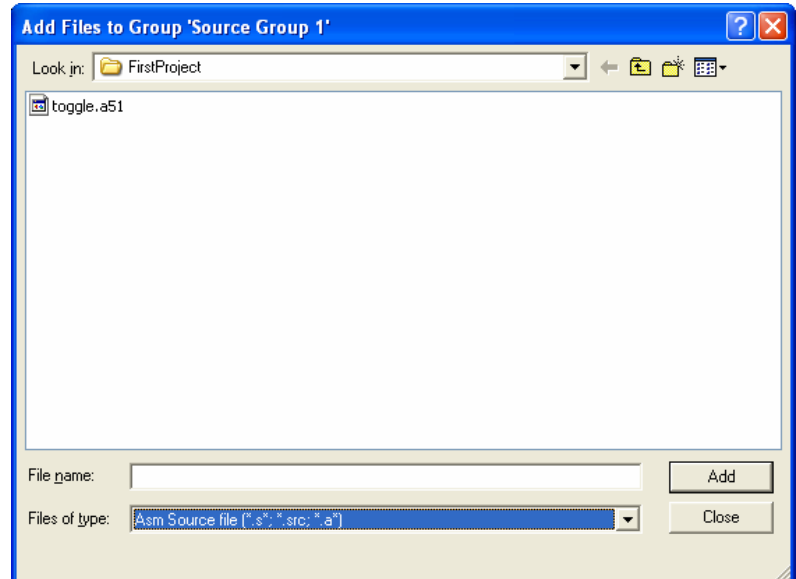 Add Files to Group 'Source Group 1'
Look in: FirstProject
toggle.a51
File name: Add
Files of type: Asm Source file (*.s*; *.src; *.a*) Close